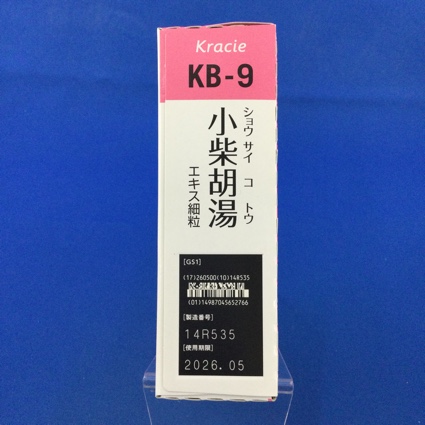 Kracie
KB-9
小柴胡湯
ショウ サイ コ トウ
エキス細粒
[GS1]
(17)260500(10)14R535
(01)14987045652766
[製造番号]
14R535
[使用期限]
2026.05